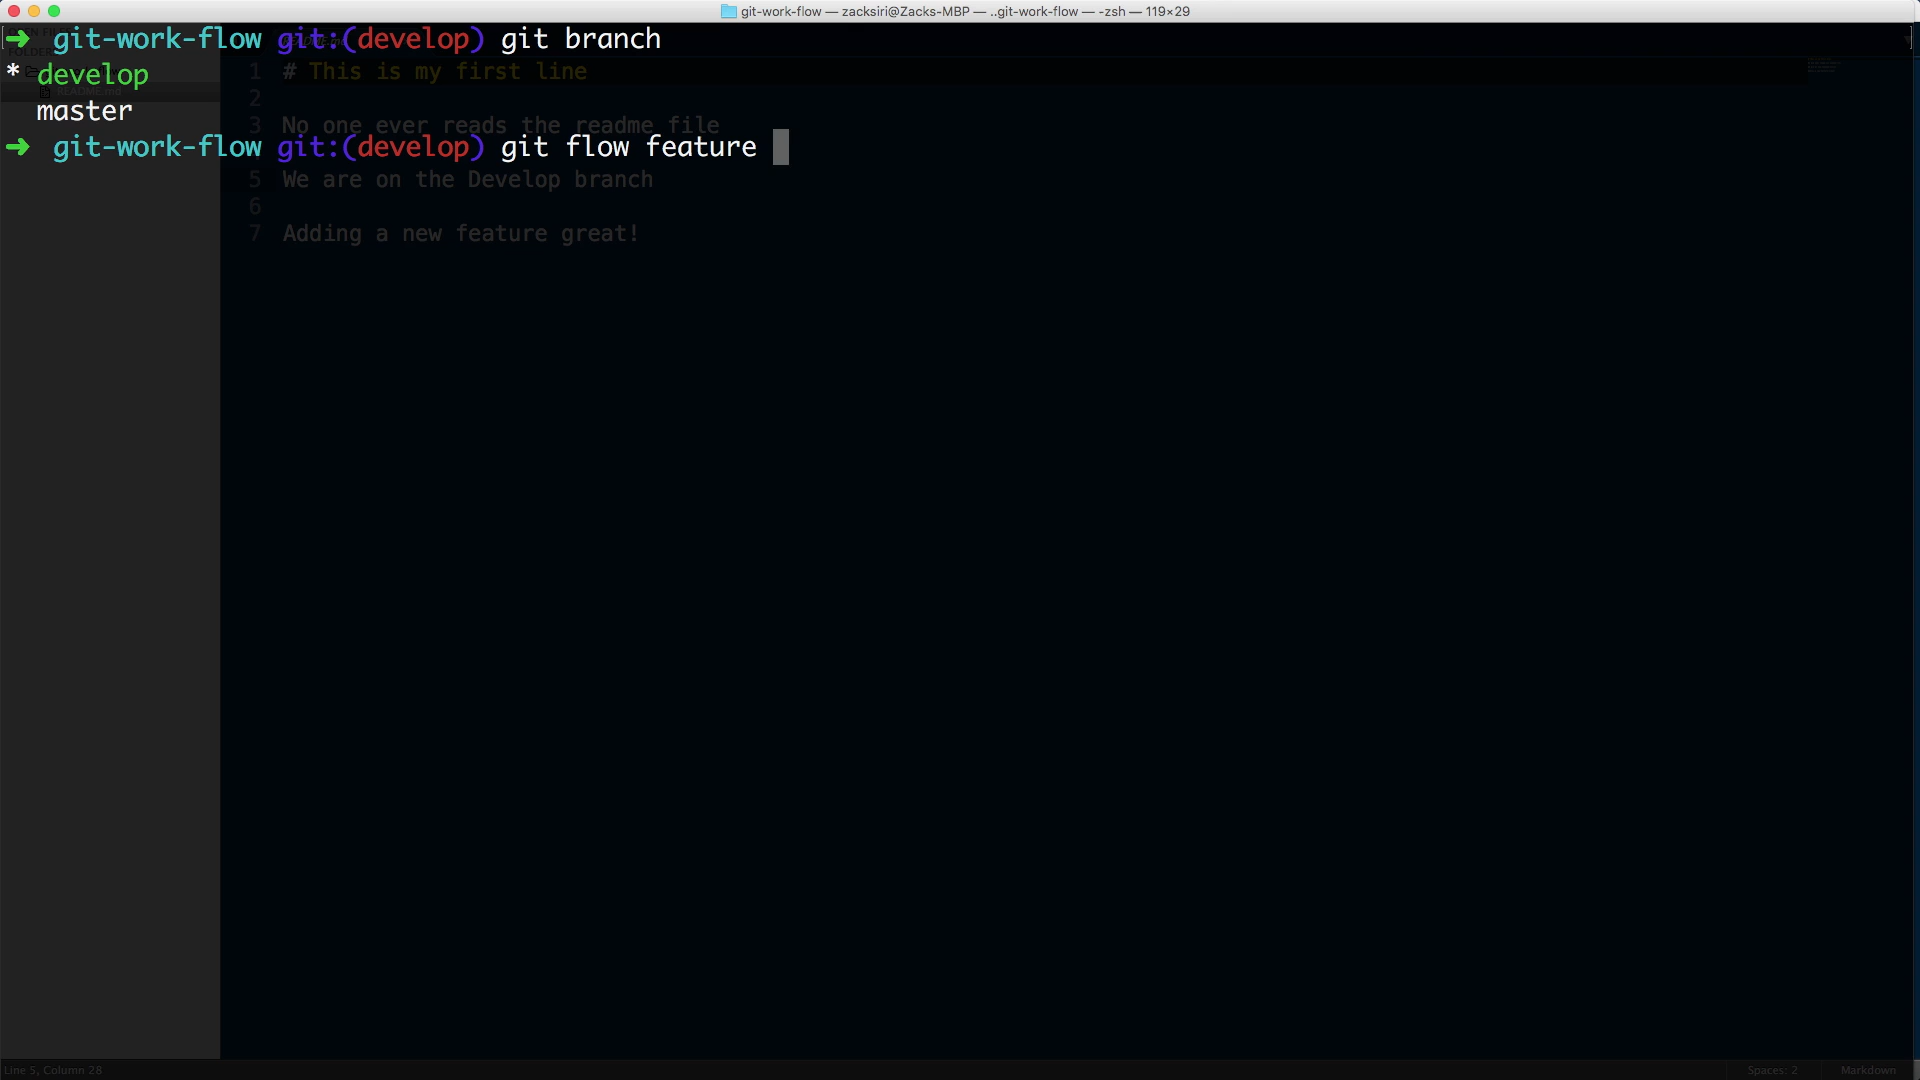 git-work-flow — zacksiri@Zacks-MBP — ..git-work-flow — -zsh — 119×29
➜ git-work-flow git:(develop) git branch
* develop
master
➜ git-work-flow git:(develop) git flow feature
1 # This is my first line
2
3 No one ever reads the readme file
5 We are on the Develop branch
6
7 Adding a new feature great!
README.md
Line 5, Column 28
Spaces: 2
Markdown